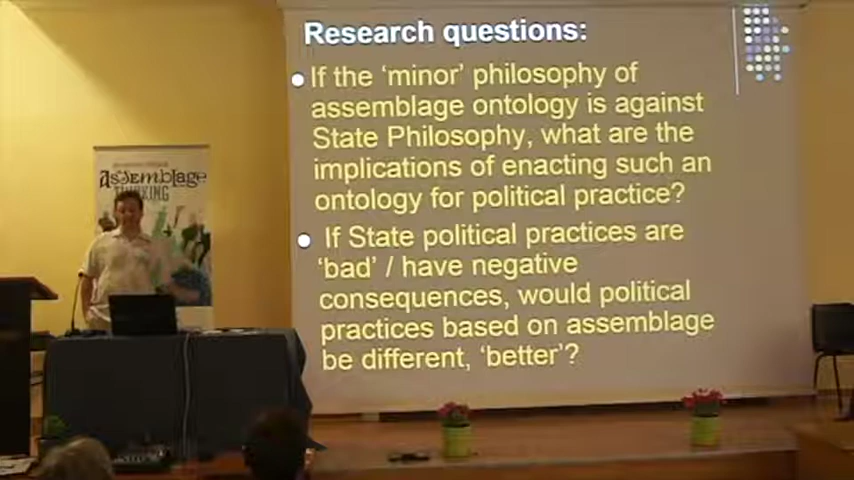 Research questions:
If the ‘minor’ philosophy of
assemblage ontology is against
State Philosophy, what are the
implications of enacting such an
ontology for political practice?
If State political practices are
‘bad’ / have negative
consequences, would political
practices based on assemblage
be different, ‘better’?
Assemblage
THINKING